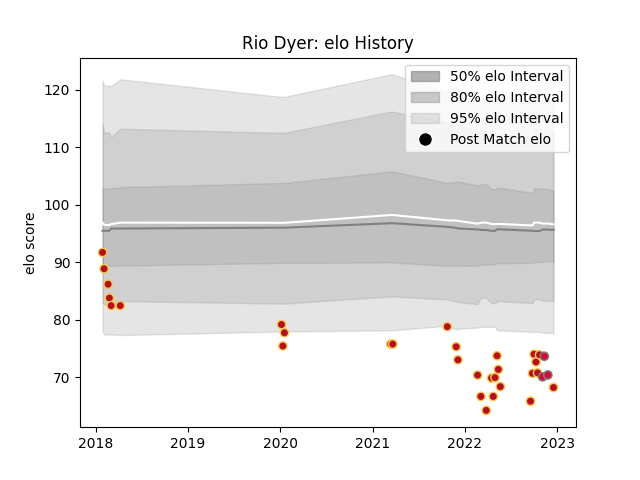 Rio Dyer: elo History
50% elo Interval
80% elo Interval
95% elo Interval
Post Match elo
elo score
120
110
100
90
80
70
2018
2019
2020
2021
2022
2023